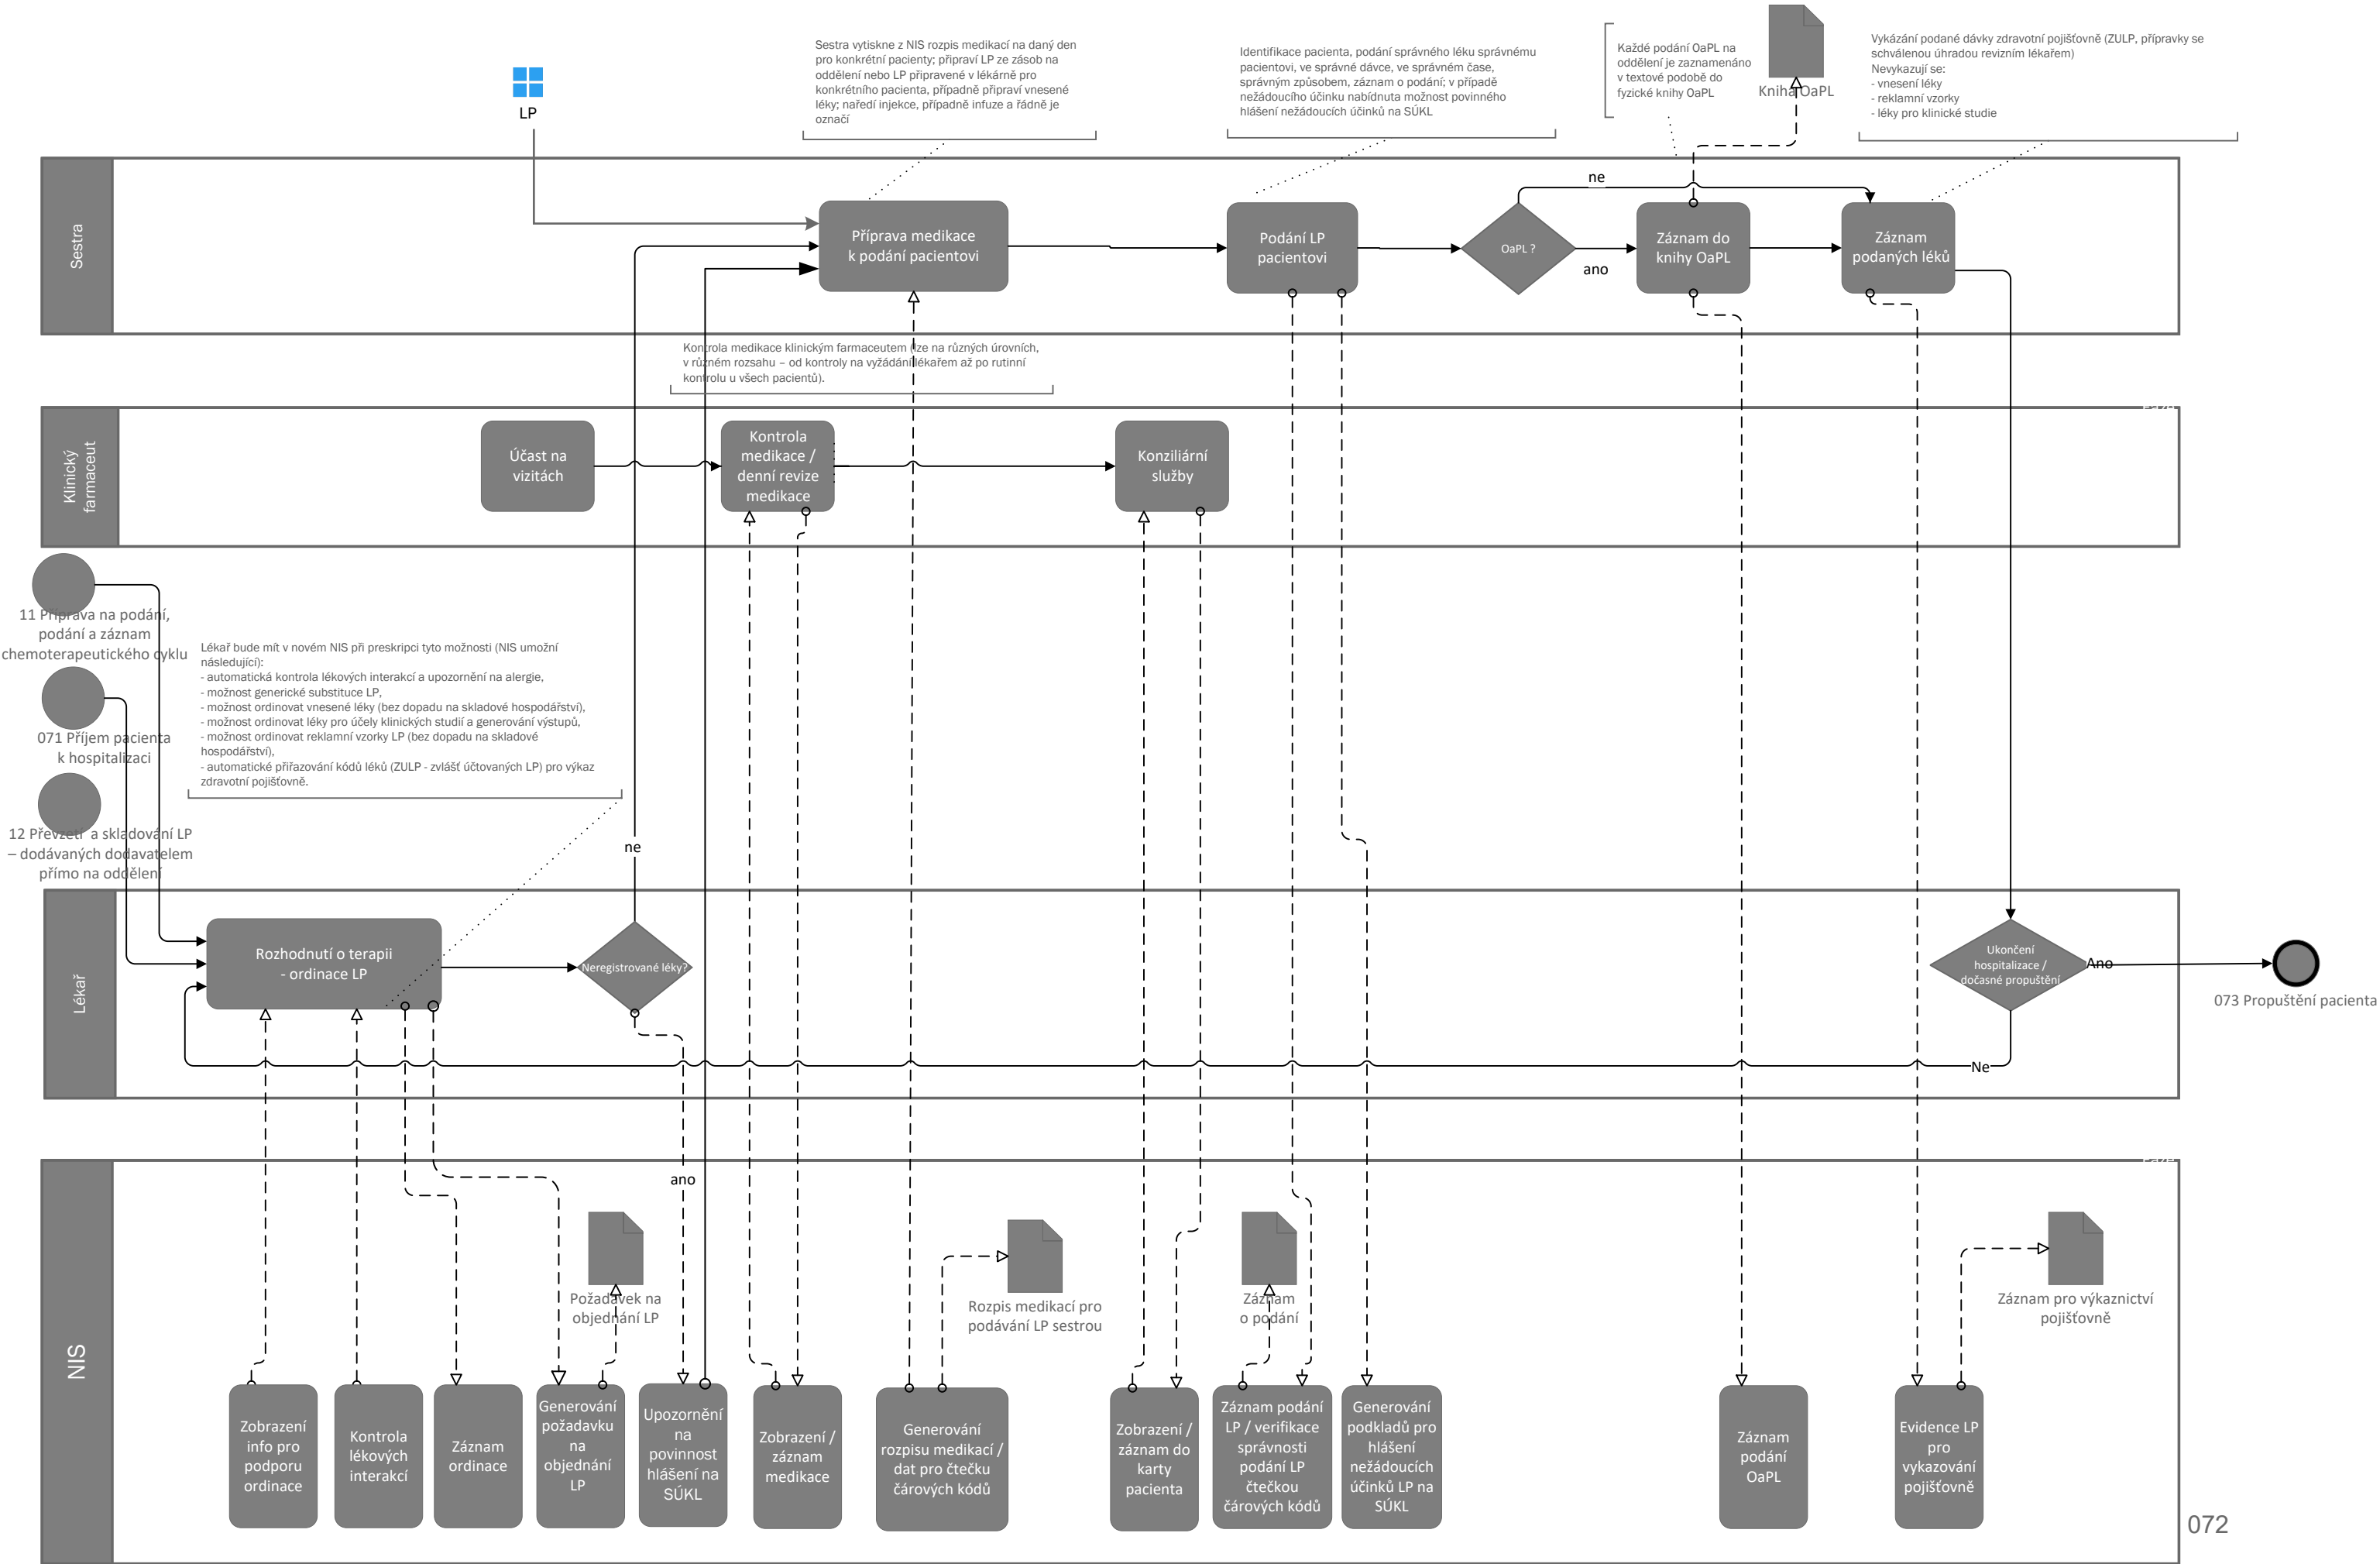 Sestra vytiskne z NIS rozpis medikací na daný den
pro konkrétní pacienty; připraví LP ze zásob na
oddělení nebo LP připravené v lékárně pro
konkrétního pacienta, případně připraví vnesené
léky; naředí injekce, případně infuze a řádně je
označí
Identifikace pacienta, podání správného léku správnému
pacientovi, ve správné dávce, ve správném čase,
správným způsobem, záznam o podání; v případě
nežádoucího účinku nabídnuta možnost povinného
hlášení nežádoucích účinků na SÚKL
Každé podání OaPL na
oddělení je zaznamenáno
v textové podobě do
fyzické knihy OaPL
Kniha OaPL
Vykázání podané dávky zdravotní pojišťovně (ZULP, přípravky se
schválenou úhradou revizním lékařem)
Nevykazují se:
- vnesení léky
- reklamní vzorky
- léky pro klinické studie
LP
Sestra
Příprava medikace
k podání pacientovi
Podání LP
pacientovi
OaPL ?
ne
ano
Záznam do
knihy OaPL
Záznam
podaných léků
Kontrola medikace klinickým farmaceutem (lze na různých úrovních,
v různém rozsahu – od kontroly na vyžádání lékařem až po rutinní
kontrolu u všech pacientů).
Klinický
farmaceut
Účast na
vizitách
Kontrola
medikace /
denní revize
medikace
Konziliární
služby
11 Příprava na podání,
podání a záznam
chemoterapeutického cyklu
071 Příjem pacienta
k hospitalizaci
12 Převzetí  a skladování LP
– dodávaných dodavatelem
přímo na oddělení
Lékař bude mít v novém NIS při preskripci tyto možnosti (NIS umožní
následující):
- automatická kontrola lékových interakcí a upozornění na alergie,
- možnost generické substituce LP,
- možnost ordinovat vnesené léky (bez dopadu na skladové hospodářství),
- možnost ordinovat léky pro účely klinických studií a generování výstupů,
- možnost ordinovat reklamní vzorky LP (bez dopadu na skladové
hospodářství),
- automatické přiřazování kódů léků (ZULP - zvlášť účtovaných LP) pro výkaz
zdravotní pojišťovně.
ne
Lékař
Rozhodnutí o terapii
- ordinace LP
Neregistrované léky?
Ukončení
hospitalizace /
dočasné propuštění
Ano
Ne
073 Propuštění pacienta
NIS
ano
Požadavek na
objednání LP
Rozpis medikací pro
podávání LP sestrou
Záznam
o podání
Záznam pro výkaznictví
pojišťovně
Zobrazení
info pro
podporu
ordinace
Kontrola
lékových
interakcí
Záznam
ordinace
Generování
požadavku
na
objednání
LP
Upozornění
na
povinnost
hlášení na
SÚKL
Zobrazení /
záznam
medikace
Generování
rozpisu medikací /
dat pro čtečku
čárových kódů
Zobrazení /
záznam do
karty
pacienta
Záznam podání
LP / verifikace
správnosti
podání LP
čtečkou
čárových kódů
Generování
podkladů pro
hlášení
nežádoucích
účinků LP na
SÚKL
Záznam
podání
OaPL
Evidence LP
pro
vykazování
pojišťovně
072